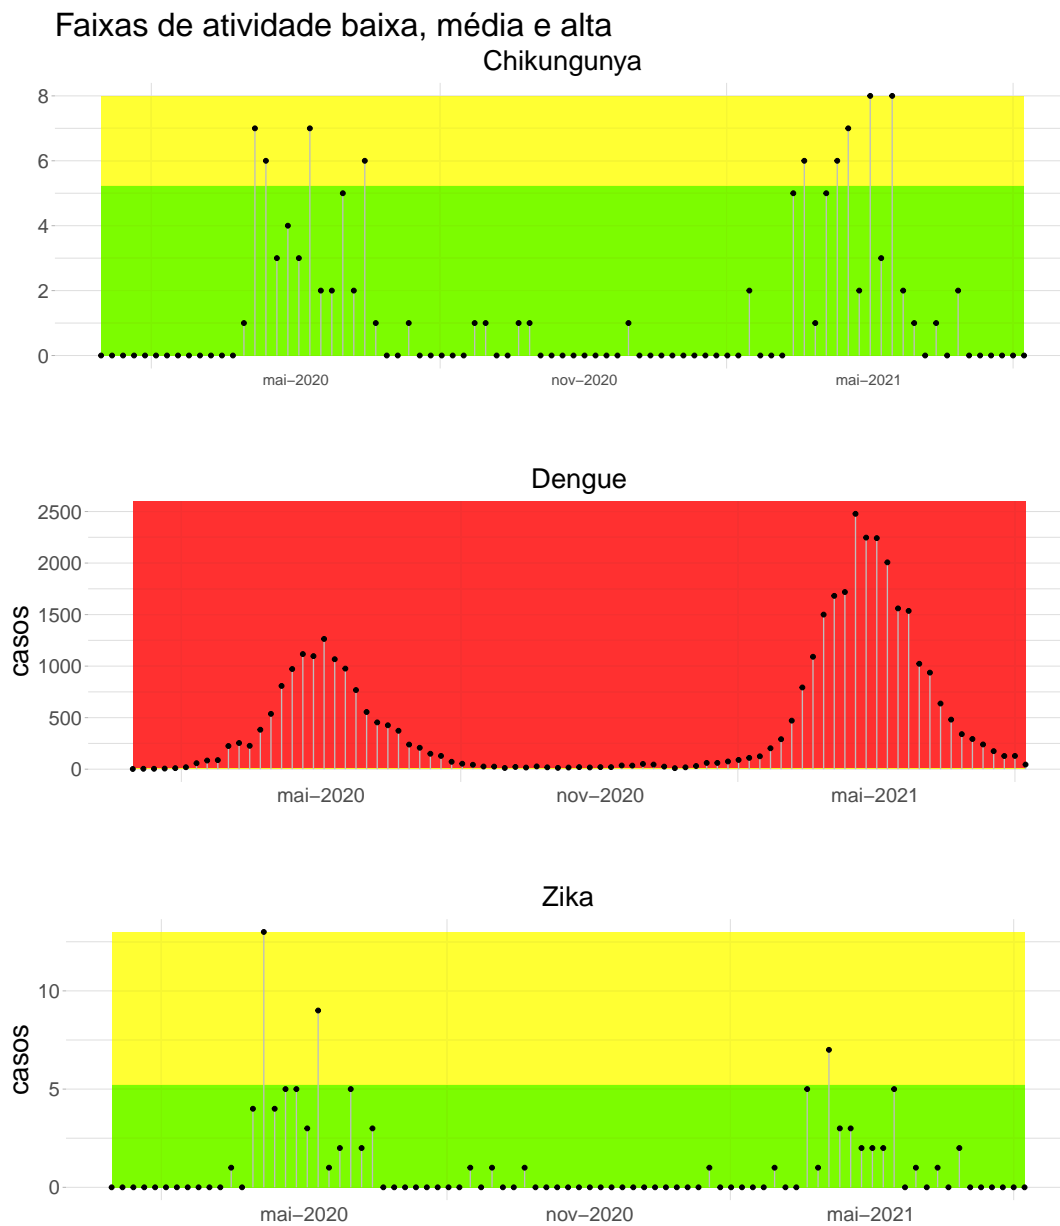 Faixas de atividade baixa, média e alta
Chikungunya
8
6
4
2
0
mai−2020 nov−2020 mai−2021
Dengue
casos
2500
2000
1500
1000
500
0
mai−2020 nov−2020 mai−2021
Zika
casos
10
5
0
mai−2020 nov−2020 mai−2021